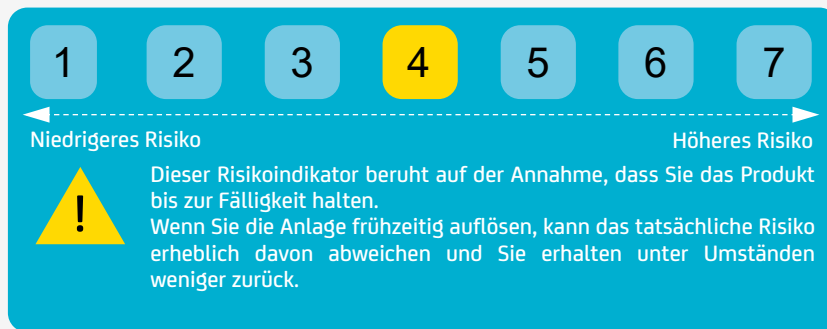 1 2 3 4 5 6 7
Niedrigeres Risiko Höheres Risiko
Dieser Risikoindikator beruht auf der Annahme, dass Sie das Produkt
bis zur Fälligkeit halten.
!
Wenn Sie die Anlage frühzeitig auflösen, kann das tatsächliche Risiko
erheblich davon abweichen und Sie erhalten unter Umständen
weniger zurück.